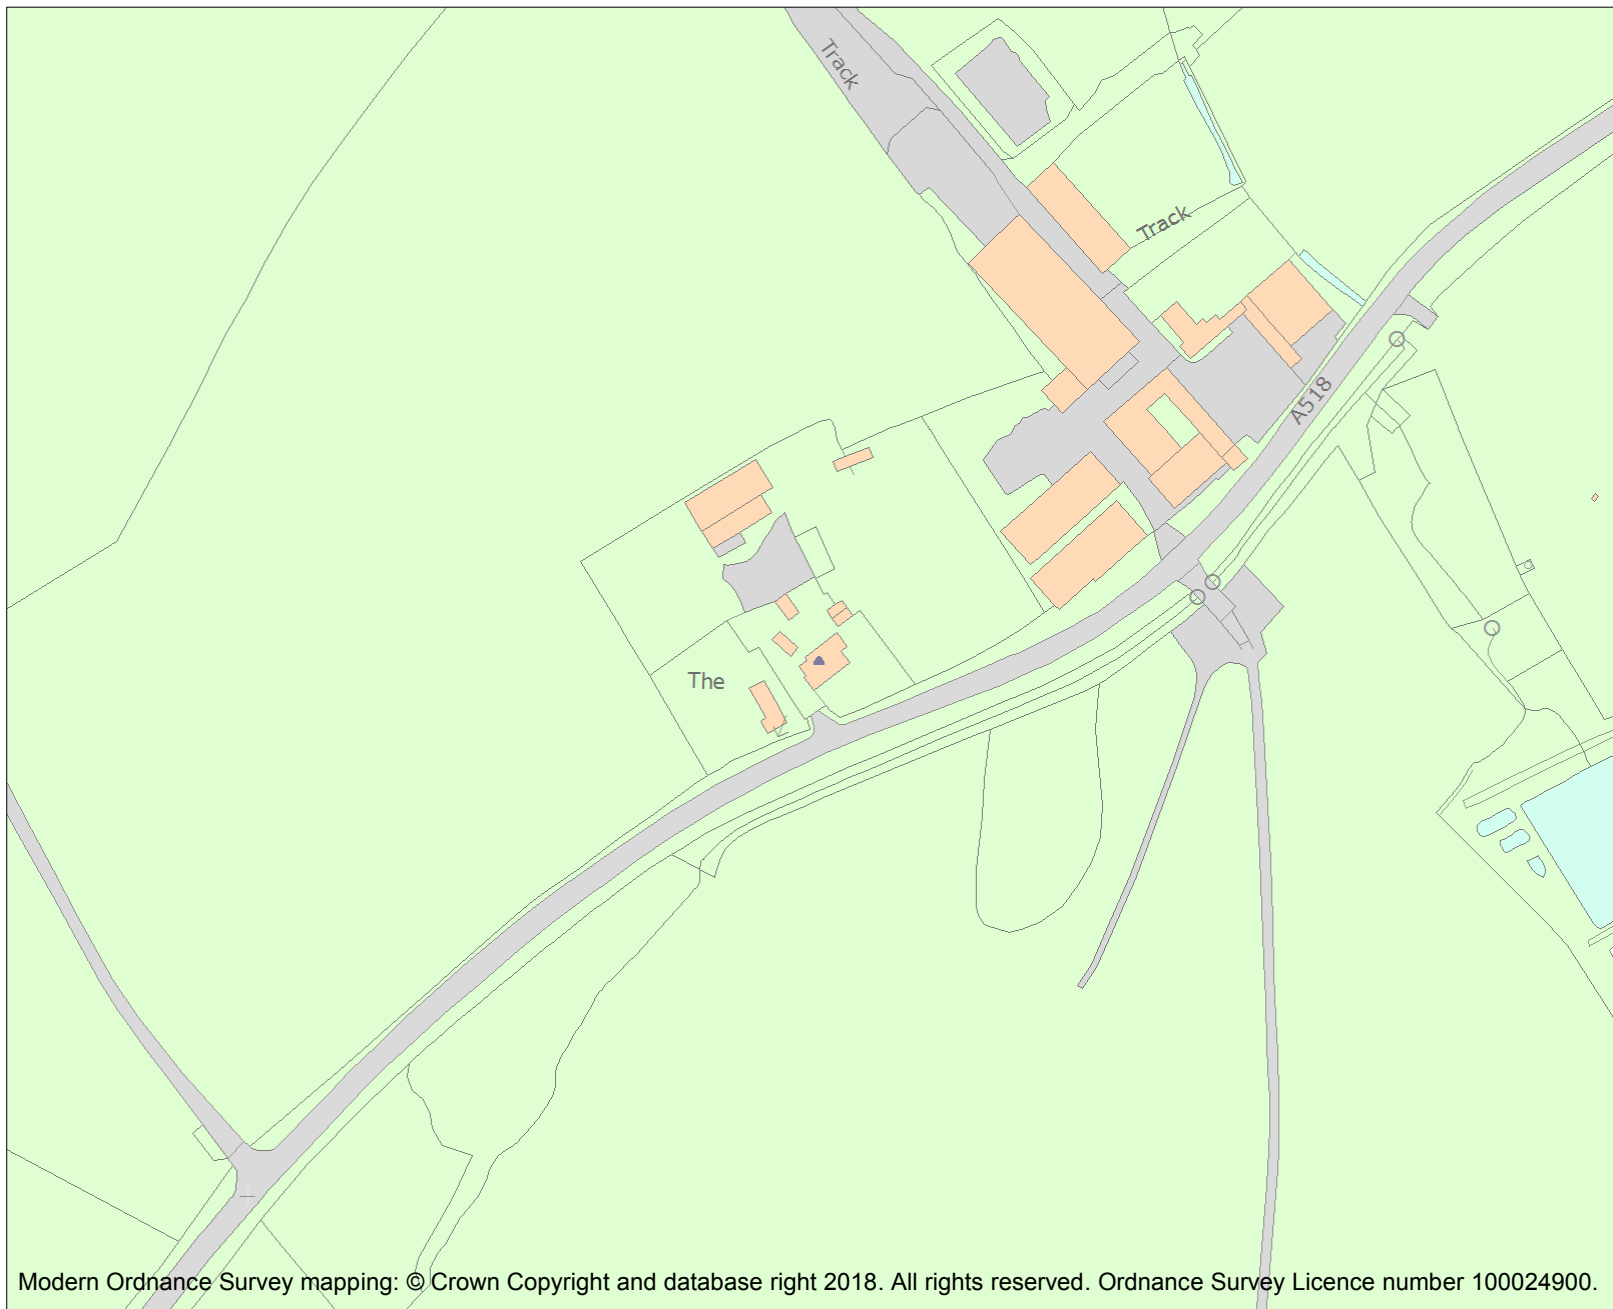 Track
Track
A518
The
Modern Ordnance Survey mapping: © Crown Copyright and database right 2018. All rights reserved. Ordnance Survey Licence number 100024900.